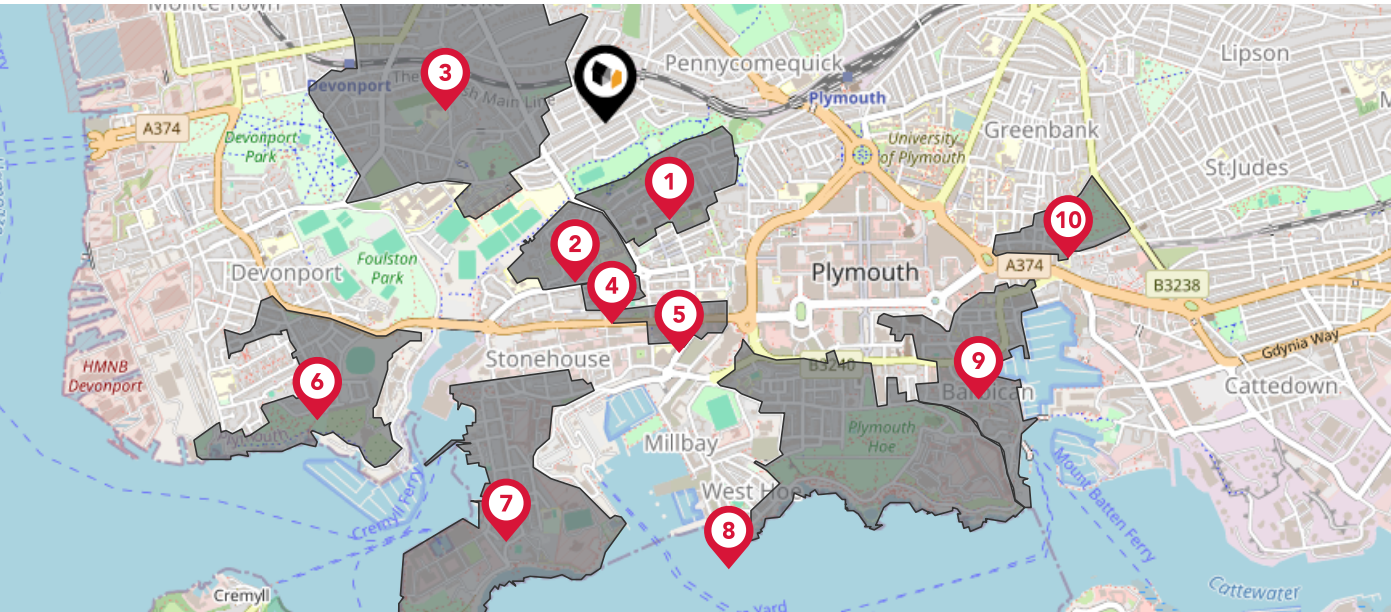 Morice Town
3
Pennycomequick
Lipson
Devonport
The
sh Main Line
Plymouth
A374
Devonport
Park
University
of Plymouth
Greenbank
St.Judes
1
10
2
Foulston
Park
Devonport
Plymouth
A374
B3238
4
5
Gdynia Way
HMNB
Devonport
Stonehouse
B3240
9
Cattedown
6
Barbican
Plymouth
Plymouth
Hoe
Millbay
West Hoe
7
8
Cremyll Ferry
Mount Batten Ferry
Cremyll
Cattewater
Yard